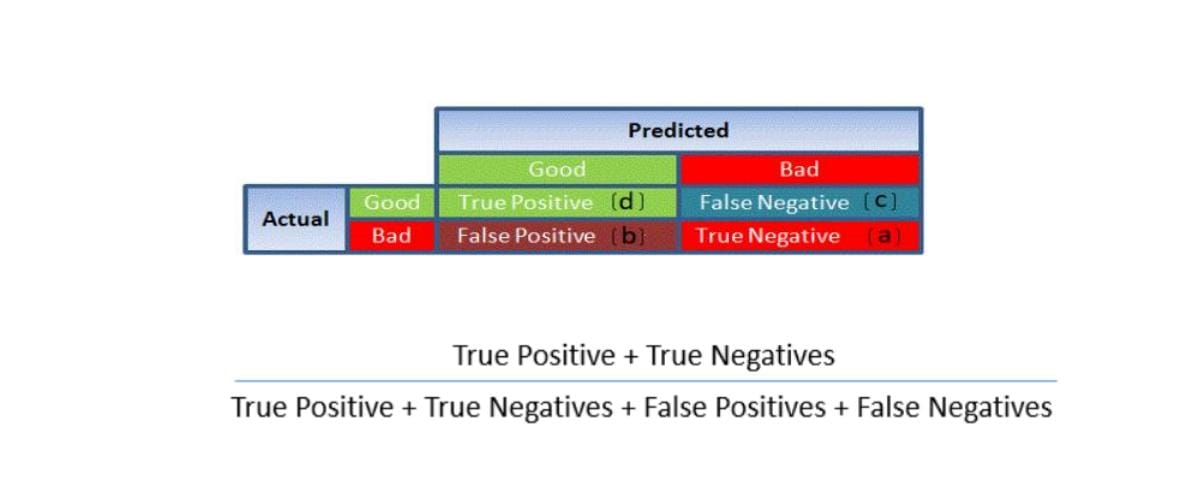 Predicted
Good Bad
Actual Good True Positive (d) False Negative (c)
Bad False Positive (b) True Negative (a)
True Positive + True Negatives
True Positive + True Negatives + False Positives + False Negatives